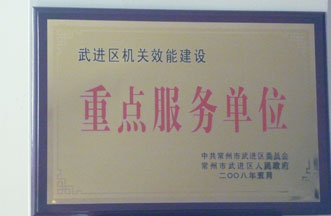 武进区机关效能建设
重点服务单位
中共常州市武进区委员会
常州市武进区人民政府
二〇〇八年